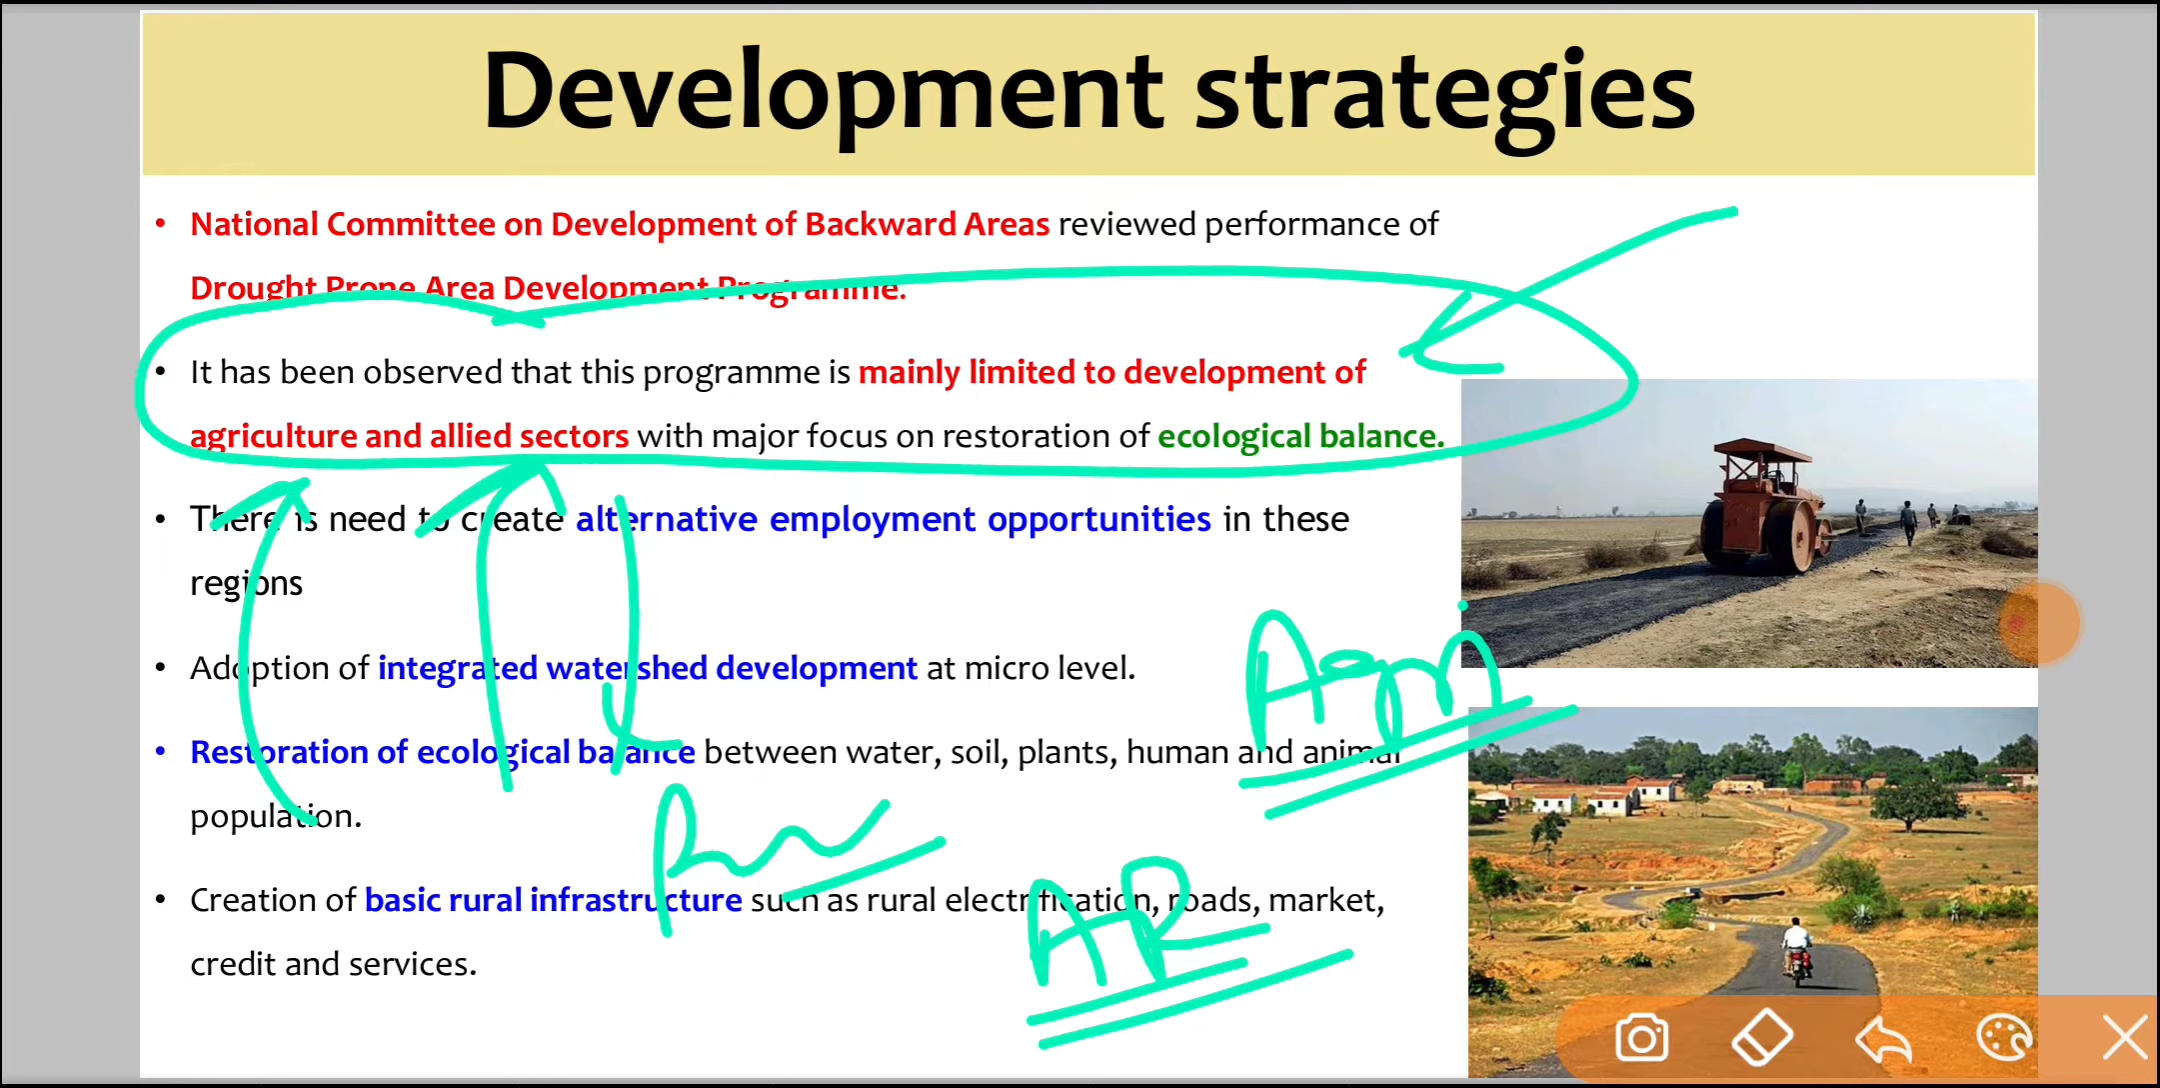 Development strategies
• National Committee on Development of Backward Areas reviewed performance of
Drought Prone Area Development Programme.
• It has been observed that this programme is mainly limited to development of
agriculture and allied sectors with major focus on restoration of ecological balance.
• There is need to create alternative employment opportunities in these
regions
• Adoption of integrated watershed development at micro level.
• Restoration of ecological balance between water, soil, plants, human and animal
population.
• Creation of basic rural infrastructure such as rural electrification, roads, market,
credit and services.
Agri
AR